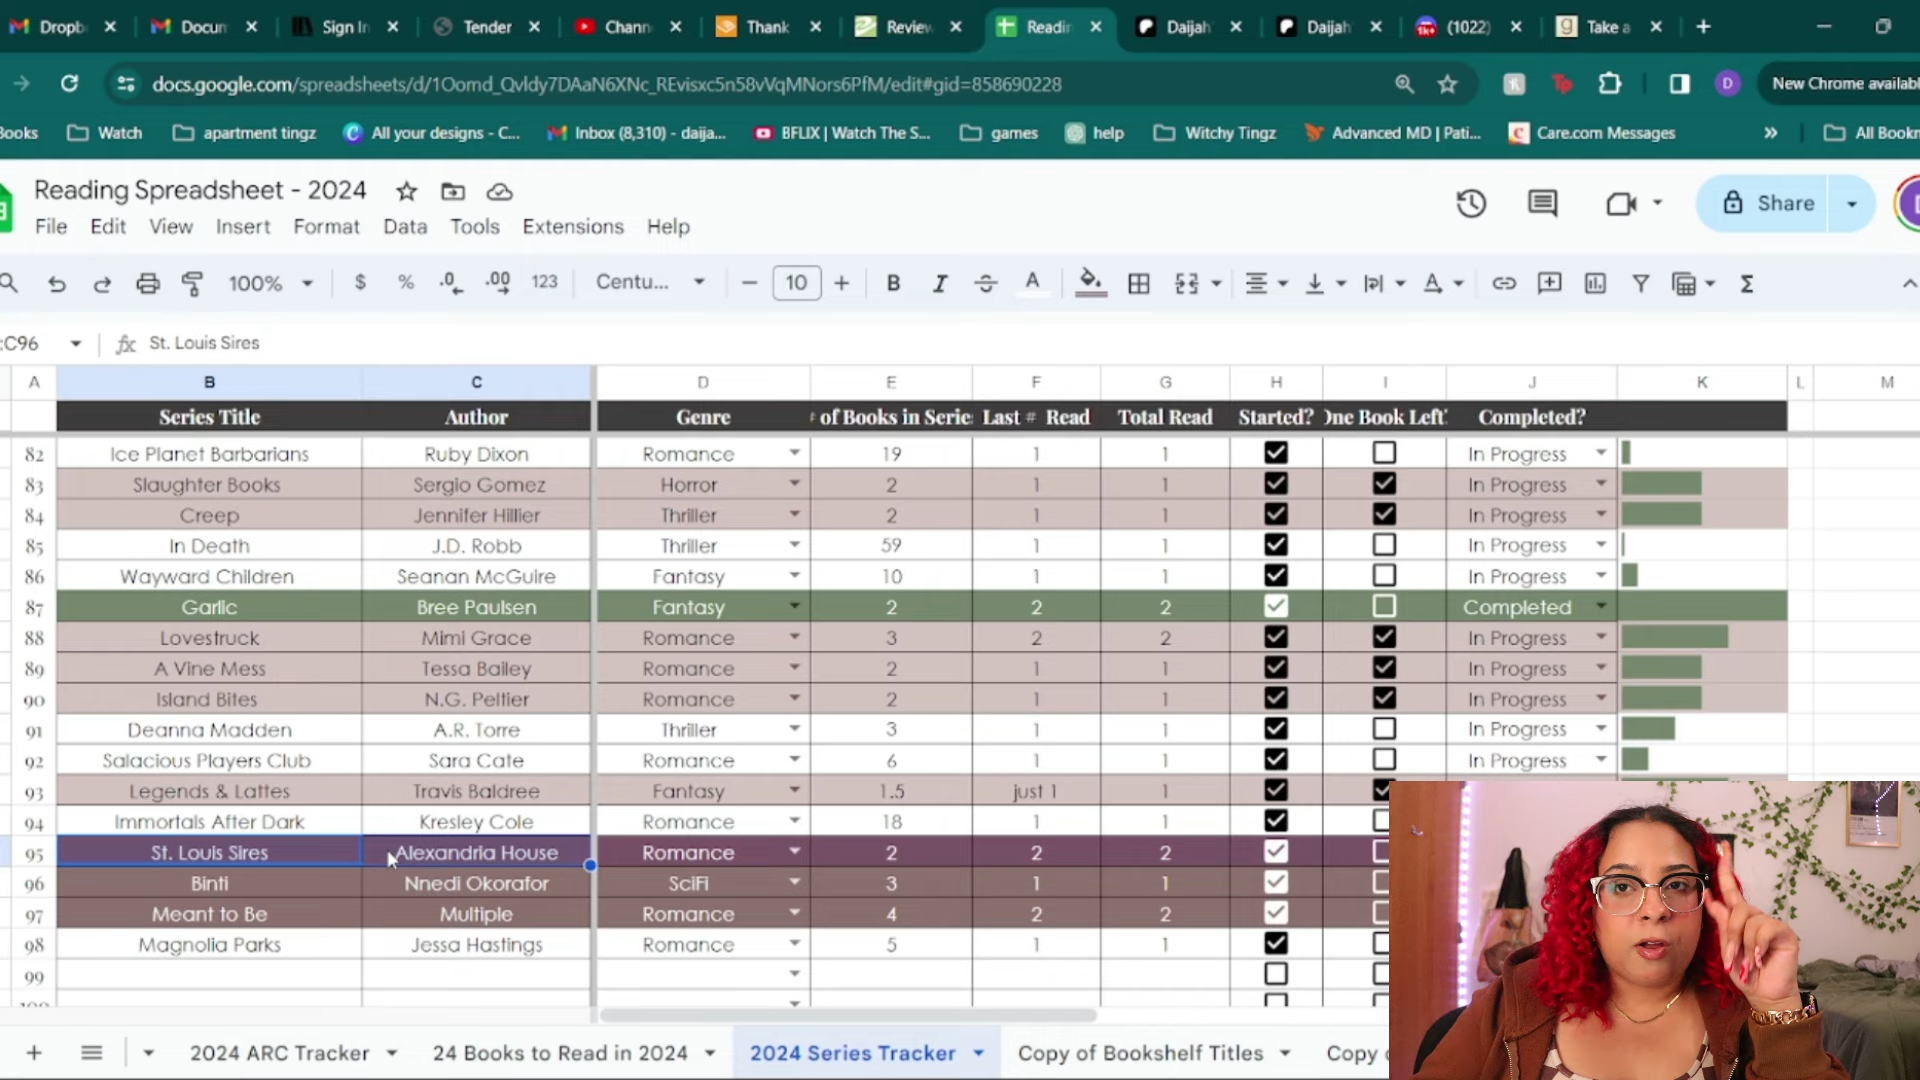 Dropb Docum Sign In Tender Chann Thank Review Readin Daijah Daijah (1022) Take a
docs.google.com/spreadsheets/d/1Oomd_Qvldy7DAaN6XNc_REvisxc5n58vVqMNors6PfM/edit#gid=858690228 D New Chrome availabl
Books Watch apartment tingz All your designs - C... Inbox (8,310) - daija... BFLIX | Watch The S... games help Witchy Tingz Advanced MD | Pati... Care.com Messages » All Bookm
Reading Spreadsheet - 2024
Share
File Edit View Insert Format Data Tools Extensions Help
100% $ % .0 .00 123 Centu... 10 B I A A Σ
:C96 fx St. Louis Sires
A B C D E F G H I J K L M
Series Title Author Genre # of Books in Serie Last # Read Total Read Started? One Book Left? Completed?
82 Ice Planet Barbarians Ruby Dixon Romance 19 1 1 In Progress
83 Slaughter Books Sergio Gomez Horror 2 1 1 In Progress
84 Creep Jennifer Hillier Thriller 2 1 1 In Progress
85 In Death J.D. Robb Thriller 59 1 1 In Progress
86 Wayward Children Seanan McGuire Fantasy 10 1 1 In Progress
87 Garlic Bree Paulsen Fantasy 2 2 2 Completed
88 Lovestruck Mimi Grace Romance 3 2 2 In Progress
89 A Vine Mess Tessa Bailey Romance 2 1 1 In Progress
90 Island Bites N.G. Peltier Romance 2 1 1 In Progress
91 Deanna Madden A.R. Torre Thriller 3 1 1 In Progress
92 Salacious Players Club Sara Cate Romance 6 1 1 In Progress
93 Legends & Lattes Travis Baldree Fantasy 1.5 just 1 1
94 Immortals After Dark Kresley Cole Romance 18 1 1
95 St. Louis Sires Alexandria House Romance 2 2 2
96 Binti Nnedi Okorafor SciFi 3 1 1
97 Meant to Be Multiple Romance 4 2 2
98 Magnolia Parks Jessa Hastings Romance 5 1 1
99
100
2024 ARC Tracker 24 Books to Read in 2024 2024 Series Tracker Copy of Bookshelf Titles Copy o